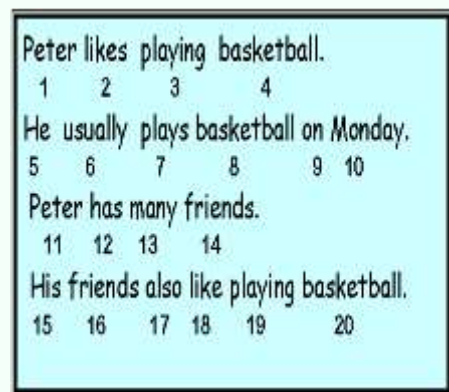 Peter likes playing basketball.
1 2 3 4
He usually plays basketball on Monday.
5 6 7 8 9 10
Peter has many friends.
11 12 13 14
His friends also like playing basketball.
15 16 17 18 19 20